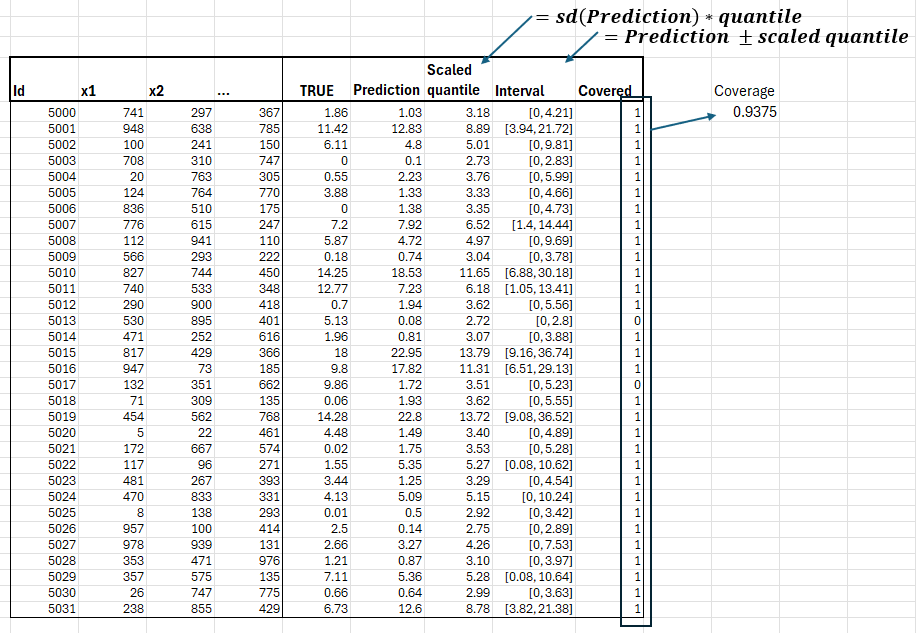 = sd(Prediction) * quantile
= Prediction ± scaled quantile
Id x1 x2 ... TRUE Prediction Scaled quantile Interval Covered Coverage
5000 741 297 367 1.86 1.03 3.18 [0, 4.21] 1 0.9375
5001 948 638 785 11.42 12.83 8.89 [3.94, 21.72] 1
5002 100 241 150 6.11 4.8 5.01 [0, 9.81] 1
5003 708 310 747 0 0.1 2.73 [0, 2.83] 1
5004 20 763 305 0.55 2.23 3.76 [0, 5.99] 1
5005 124 764 770 3.88 1.33 3.33 [0, 4.66] 1
5006 836 510 175 0 1.38 3.35 [0, 4.73] 1
5007 776 615 247 7.2 7.92 6.52 [1.4, 14.44] 1
5008 112 941 110 5.87 4.72 4.97 [0, 9.69] 1
5009 566 293 222 0.18 0.74 3.04 [0, 3.78] 1
5010 827 744 450 14.25 18.53 11.65 [6.88, 30.18] 1
5011 740 533 348 12.77 7.23 6.18 [1.05, 13.41] 1
5012 290 900 418 0.7 1.94 3.62 [0, 5.56] 1
5013 530 895 401 5.13 0.08 2.72 [0, 2.8] 0
5014 471 252 616 1.96 0.81 3.07 [0, 3.88] 1
5015 817 429 366 18 22.95 13.79 [9.16, 36.74] 1
5016 947 73 185 9.8 17.82 11.31 [6.51, 29.13] 1
5017 132 351 662 9.86 1.72 3.51 [0, 5.23] 0
5018 71 309 135 0.06 1.93 3.62 [0, 5.55] 1
5019 454 562 768 14.28 22.8 13.72 [9.08, 36.52] 1
5020 5 22 461 4.48 1.49 3.40 [0, 4.89] 1
5021 172 667 574 0.02 1.75 3.53 [0, 5.28] 1
5022 117 96 271 1.55 5.35 5.27 [0.08, 10.62] 1
5023 481 267 393 3.44 1.25 3.29 [0, 4.54] 1
5024 470 833 331 4.13 5.09 5.15 [0, 10.24] 1
5025 8 138 293 0.01 0.5 2.92 [0, 3.42] 1
5026 957 100 414 2.5 0.14 2.75 [0, 2.89] 1
5027 978 939 131 2.66 3.27 4.26 [0, 7.53] 1
5028 353 471 976 1.21 0.87 3.10 [0, 3.97] 1
5029 357 575 135 7.11 5.36 5.28 [0.08, 10.64] 1
5030 26 747 775 0.66 0.64 2.99 [0, 3.63] 1
5031 238 855 429 6.73 12.6 8.78 [3.82, 21.38] 1